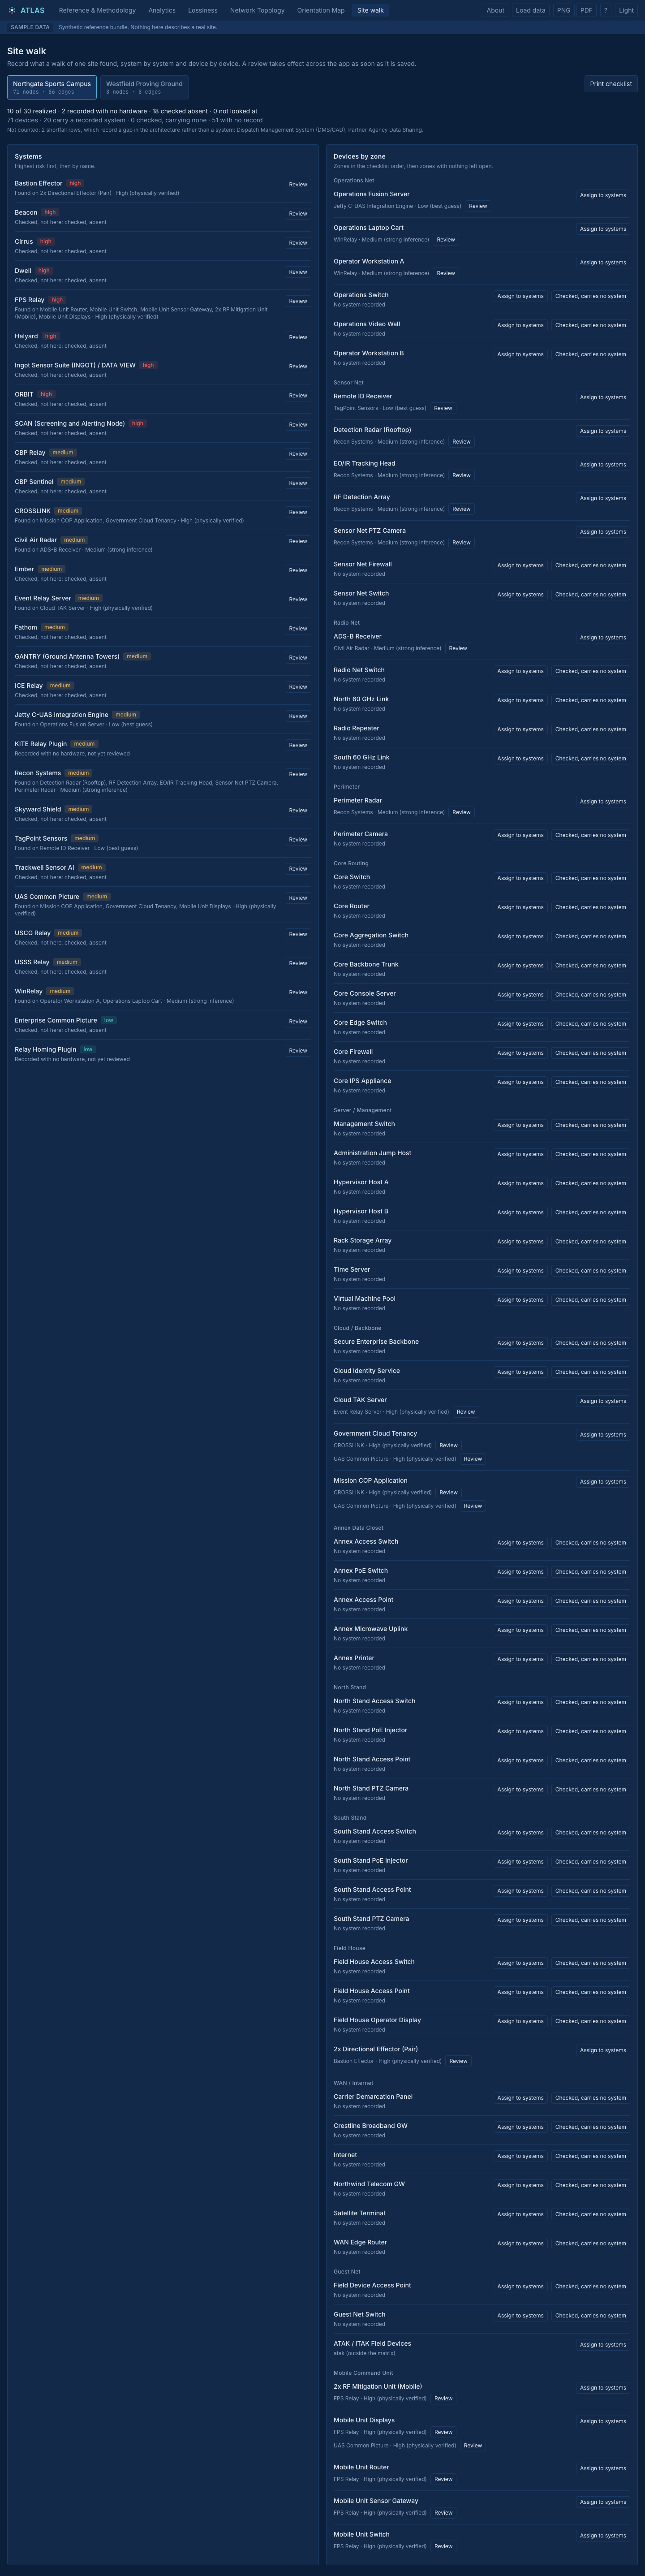 ATLAS
Reference & Methodology
Analytics
Lossiness
Network Topology
Orientation Map
Site walk
About
Load data
PNG
PDF
?
Light
SAMPLE DATA
Synthetic reference bundle. Nothing here describes a real site.
Site walk
Record what a walk of one site found, system by system and device by device. A review takes effect across the app as soon as it is saved.
Northgate Sports Campus
71 nodes · 86 edges
Westfield Proving Ground
Print checklist
10 of 30 realized · 2 recorded with no hardware · 18 checked absent · 0 not looked at
71 devices · 20 carry a recorded system · 0 checked, carrying none · 51 with no record
Not counted: 2 shortfall rows, which record a gap in the architecture rather than a system: Dispatch Management System (DMS/CAD), Partner Agency Data Sharing.
Systems
Highest risk first, then by name.
Bastion Effector high
Review
Found on 2x Directional Effector (Pair) · High (physically verified)
Beacon high
Review
Checked, not here: checked, absent
Cirrus high
Review
Checked, not here: checked, absent
Dwell high
Review
Checked, not here: checked, absent
FPS Relay high
Review
Found on Mobile Unit Router, Mobile Unit Switch, Mobile Unit Sensor Gateway, 2x RF Mitigation Unit
(Mobile), Mobile Unit Displays · High (physically verified)
Halyard high
Review
Checked, not here: checked, absent
Ingot Sensor Suite (INGOT) / DATA VIEW high
Review
Checked, not here: checked, absent
ORBIT high
Review
Checked, not here: checked, absent
SCAN (Screening and Alerting Node) high
Review
Checked, not here: checked, absent
CBP Relay medium
Review
Checked, not here: checked, absent
CBP Sentinel medium
Review
Checked, not here: checked, absent
CROSSLINK medium
Review
Found on Mission COP Application, Government Cloud Tenancy · High (physically verified)
Civil Air Radar medium
Review
Found on ADS-B Receiver · Medium (strong inference)
Ember medium
Review
Checked, not here: checked, absent
Event Relay Server medium
Review
Found on Cloud TAK Server · High (physically verified)
Fathom medium
Review
Checked, not here: checked, absent
GANTRY (Ground Antenna Towers) medium
Review
Checked, not here: checked, absent
ICE Relay medium
Review
Checked, not here: checked, absent
Jetty C-UAS Integration Engine medium
Review
Found on Operations Fusion Server · Low (best guess)
KITE Relay Plugin medium
Review
Recorded with no hardware, not yet reviewed
Recon Systems medium
Review
Found on Detection Radar (Rooftop), RF Detection Array, EO/IR Tracking Head, Sensor Net PTZ Camera,
Perimeter Radar · Medium (strong inference)
Skyward Shield medium
Review
Checked, not here: checked, absent
TagPoint Sensors medium
Review
Found on Remote ID Receiver · Low (best guess)
Trackwell Sensor AI medium
Review
Checked, not here: checked, absent
UAS Common Picture medium
Review
Found on Mission COP Application, Government Cloud Tenancy, Mobile Unit Displays · High (physically
verified)
USCG Relay medium
Review
Checked, not here: checked, absent
USSS Relay medium
Review
Checked, not here: checked, absent
WinRelay medium
Review
Found on Operator Workstation A, Operations Laptop Cart · Medium (strong inference)
Enterprise Common Picture low
Review
Checked, not here: checked, absent
Relay Homing Plugin low
Review
Recorded with no hardware, not yet reviewed
Devices by zone
Zones in the checklist order, then zones with nothing left open.
Operations Net
Operations Fusion Server
Assign to systems
Jetty C-UAS Integration Engine · Low (best guess) Review
Operations Laptop Cart
Assign to systems
WinRelay · Medium (strong inference) Review
Operator Workstation A
Assign to systems
WinRelay · Medium (strong inference) Review
Operations Switch
Assign to systems Checked, carries no system
No system recorded
Operations Video Wall
Assign to systems Checked, carries no system
No system recorded
Operator Workstation B
Assign to systems Checked, carries no system
No system recorded
Sensor Net
Remote ID Receiver
Assign to systems
TagPoint Sensors · Low (best guess) Review
Detection Radar (Rooftop)
Assign to systems
Recon Systems · Medium (strong inference) Review
EO/IR Tracking Head
Assign to systems
Recon Systems · Medium (strong inference) Review
RF Detection Array
Assign to systems
Recon Systems · Medium (strong inference) Review
Sensor Net PTZ Camera
Assign to systems
Recon Systems · Medium (strong inference) Review
Sensor Net Firewall
Assign to systems Checked, carries no system
No system recorded
Sensor Net Switch
Assign to systems Checked, carries no system
No system recorded
Radio Net
ADS-B Receiver
Assign to systems
Civil Air Radar · Medium (strong inference) Review
Radio Net Switch
Assign to systems Checked, carries no system
No system recorded
North 60 GHz Link
Assign to systems Checked, carries no system
No system recorded
Radio Repeater
Assign to systems Checked, carries no system
No system recorded
South 60 GHz Link
Assign to systems Checked, carries no system
No system recorded
Perimeter
Perimeter Radar
Assign to systems
Recon Systems · Medium (strong inference) Review
Perimeter Camera
Assign to systems Checked, carries no system
No system recorded
Core Routing
Core Switch
Assign to systems Checked, carries no system
No system recorded
Core Router
Assign to systems Checked, carries no system
No system recorded
Core Aggregation Switch
Assign to systems Checked, carries no system
No system recorded
Core Backbone Trunk
Assign to systems Checked, carries no system
No system recorded
Core Console Server
Assign to systems Checked, carries no system
No system recorded
Core Edge Switch
Assign to systems Checked, carries no system
No system recorded
Core Firewall
Assign to systems Checked, carries no system
No system recorded
Core IPS Appliance
Assign to systems Checked, carries no system
No system recorded
Server / Management
Management Switch
Assign to systems Checked, carries no system
No system recorded
Administration Jump Host
Assign to systems Checked, carries no system
No system recorded
Hypervisor Host A
Assign to systems Checked, carries no system
No system recorded
Hypervisor Host B
Assign to systems Checked, carries no system
No system recorded
Rack Storage Array
Assign to systems Checked, carries no system
No system recorded
Time Server
Assign to systems Checked, carries no system
No system recorded
Virtual Machine Pool
Assign to systems Checked, carries no system
No system recorded
Cloud / Backbone
Secure Enterprise Backbone
Assign to systems Checked, carries no system
No system recorded
Cloud Identity Service
Assign to systems Checked, carries no system
No system recorded
Cloud TAK Server
Assign to systems
Event Relay Server · High (physically verified) Review
Government Cloud Tenancy
Assign to systems
CROSSLINK · High (physically verified) Review
UAS Common Picture · High (physically verified) Review
Mission COP Application
Assign to systems
CROSSLINK · High (physically verified) Review
UAS Common Picture · High (physically verified) Review
Annex Data Closet
Annex Access Switch
Assign to systems Checked, carries no system
No system recorded
Annex PoE Switch
Assign to systems Checked, carries no system
No system recorded
Annex Access Point
Assign to systems Checked, carries no system
No system recorded
Annex Microwave Uplink
Assign to systems Checked, carries no system
No system recorded
Annex Printer
Assign to systems Checked, carries no system
No system recorded
North Stand
North Stand Access Switch
Assign to systems Checked, carries no system
No system recorded
North Stand PoE Injector
Assign to systems Checked, carries no system
No system recorded
North Stand Access Point
Assign to systems Checked, carries no system
No system recorded
North Stand PTZ Camera
Assign to systems Checked, carries no system
No system recorded
South Stand
South Stand Access Switch
Assign to systems Checked, carries no system
No system recorded
South Stand PoE Injector
Assign to systems Checked, carries no system
No system recorded
South Stand Access Point
Assign to systems Checked, carries no system
No system recorded
South Stand PTZ Camera
Assign to systems Checked, carries no system
No system recorded
Field House
Field House Access Switch
Assign to systems Checked, carries no system
No system recorded
Field House Access Point
Assign to systems Checked, carries no system
No system recorded
Field House Operator Display
Assign to systems Checked, carries no system
No system recorded
2x Directional Effector (Pair)
Assign to systems
Bastion Effector · High (physically verified) Review
WAN / Internet
Carrier Demarcation Panel
Assign to systems Checked, carries no system
No system recorded
Crestline Broadband GW
Assign to systems Checked, carries no system
No system recorded
Internet
Assign to systems Checked, carries no system
No system recorded
Northwind Telecom GW
Assign to systems Checked, carries no system
No system recorded
Satellite Terminal
Assign to systems Checked, carries no system
No system recorded
WAN Edge Router
Assign to systems Checked, carries no system
No system recorded
Guest Net
Field Device Access Point
Assign to systems Checked, carries no system
No system recorded
Guest Net Switch
Assign to systems Checked, carries no system
No system recorded
ATAK / iTAK Field Devices
Assign to systems
atak (outside the matrix)
Mobile Command Unit
2x RF Mitigation Unit (Mobile)
Assign to systems
FPS Relay · High (physically verified) Review
Mobile Unit Displays
Assign to systems
FPS Relay · High (physically verified) Review
UAS Common Picture · High (physically verified) Review
Mobile Unit Router
Assign to systems
FPS Relay · High (physically verified) Review
Mobile Unit Sensor Gateway
Assign to systems
FPS Relay · High (physically verified) Review
Mobile Unit Switch
Assign to systems
FPS Relay · High (physically verified) Review